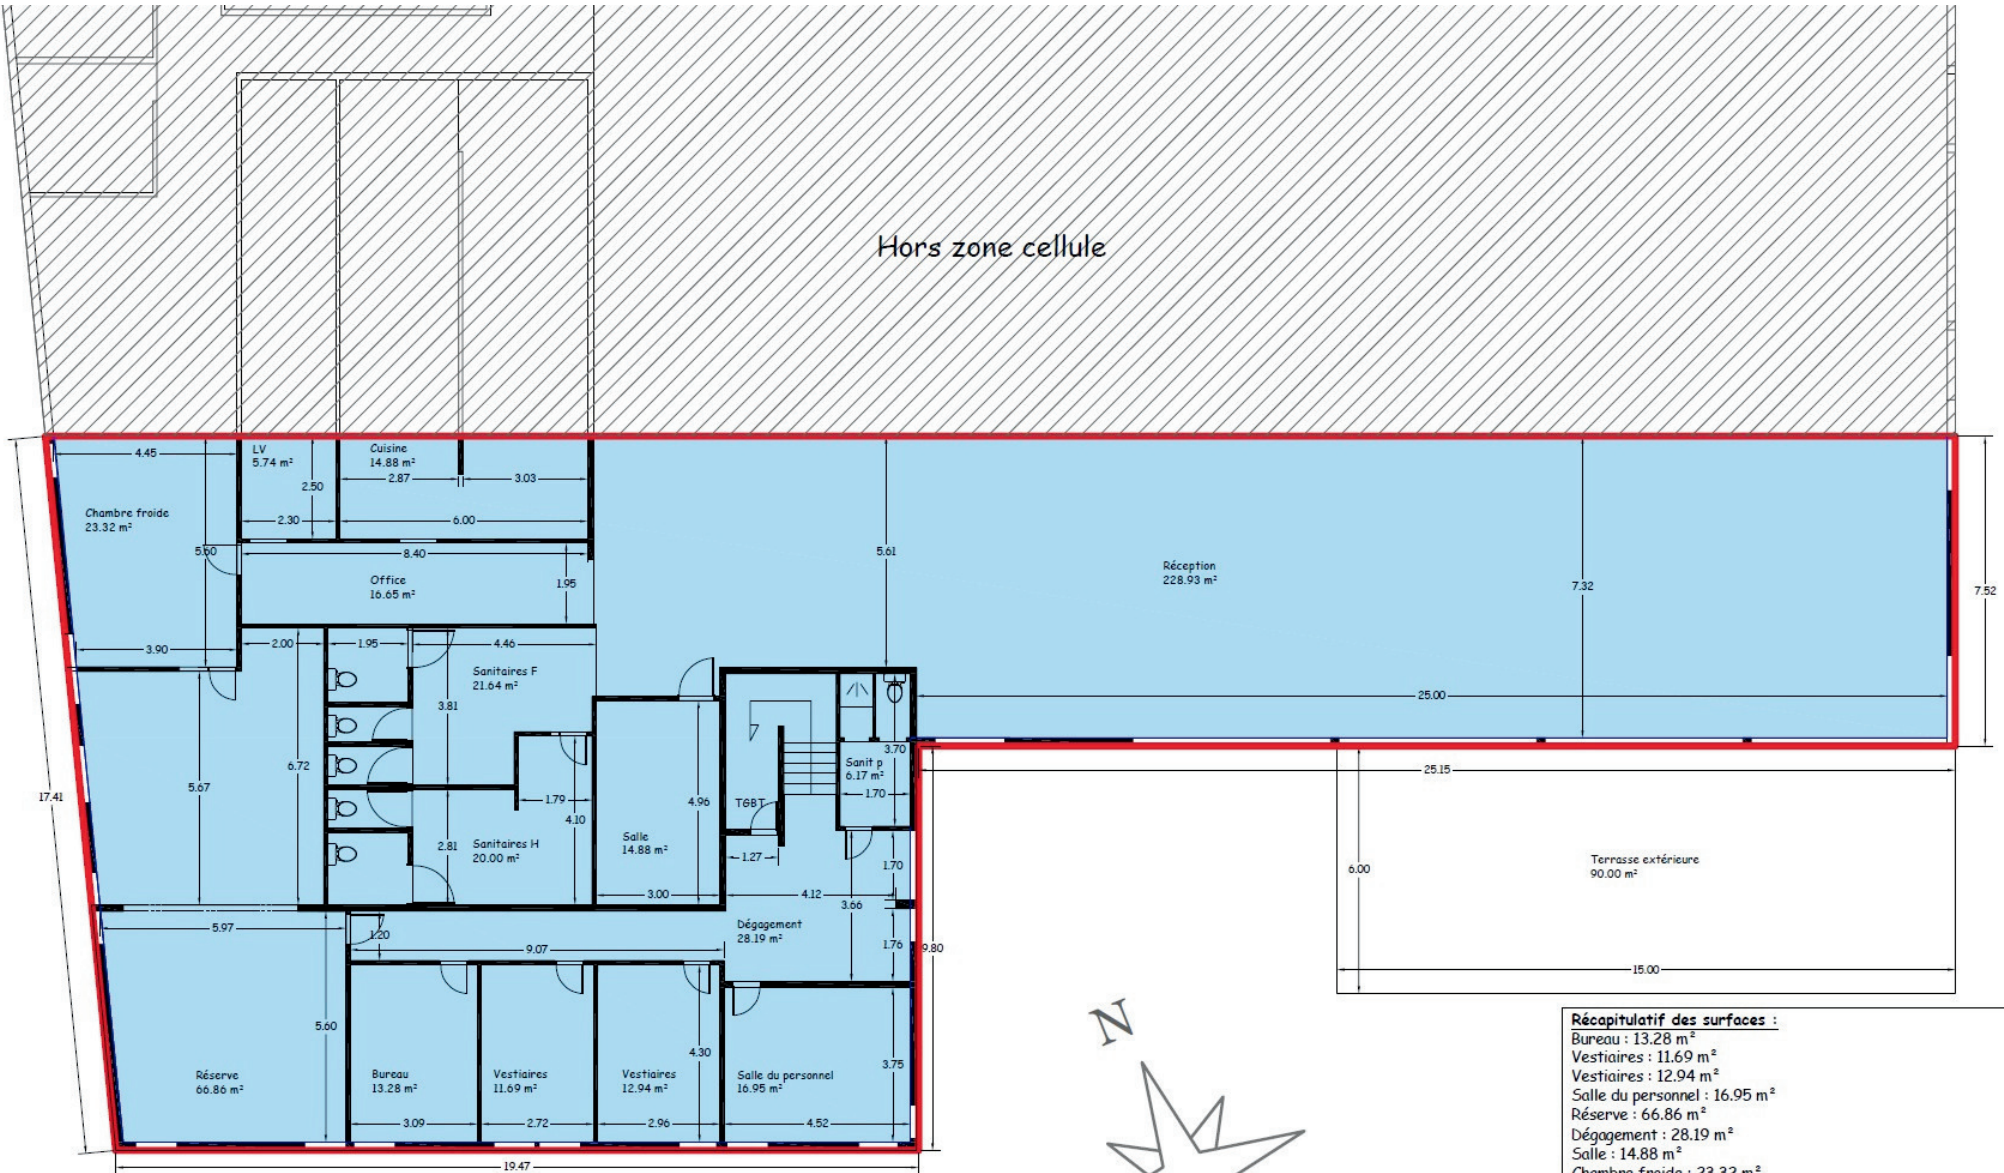 Hors zone cellule
4.45
LV
5.74 m²
2.50
Cuisine
14.88 m²
2.87
3.03
2.30
6.00
Chambre froide
23.32 m²
5.60
8.40
Office
16.65 m²
1.95
5.61
Réception
228.93 m²
7.32
7.52
3.90
2.00
1.95
4.46
Sanitaires F
21.64 m²
3.81
25.00
6.72
5.67
17.41
1.79
4.10
4.96
TGBT
Sanit p
6.17 m²
3.70
1.70
25.15
2.81
Sanitaires H
20.00 m²
Salle
14.88 m²
1.27
1.70
3.00
4.12
3.66
6.00
Terrasse extérieure
90.00 m²
5.97
1.20
9.07
Dégagement
28.19 m²
1.76
9.80
15.00
5.60
4.30
3.75
Réserve
66.86 m²
Bureau
13.28 m²
Vestiaires
11.69 m²
Vestiaires
12.94 m²
Salle du personnel
16.95 m²
3.09
2.72
2.96
4.52
19.47
N
Récapitulatif des surfaces :
Bureau : 13.28 m²
Vestiaires : 11.69 m²
Vestiaires : 12.94 m²
Salle du personnel : 16.95 m²
Réserve : 66.86 m²
Dégagement : 28.19 m²
Salle : 14.88 m²
Chambre froide : 23.32 m²